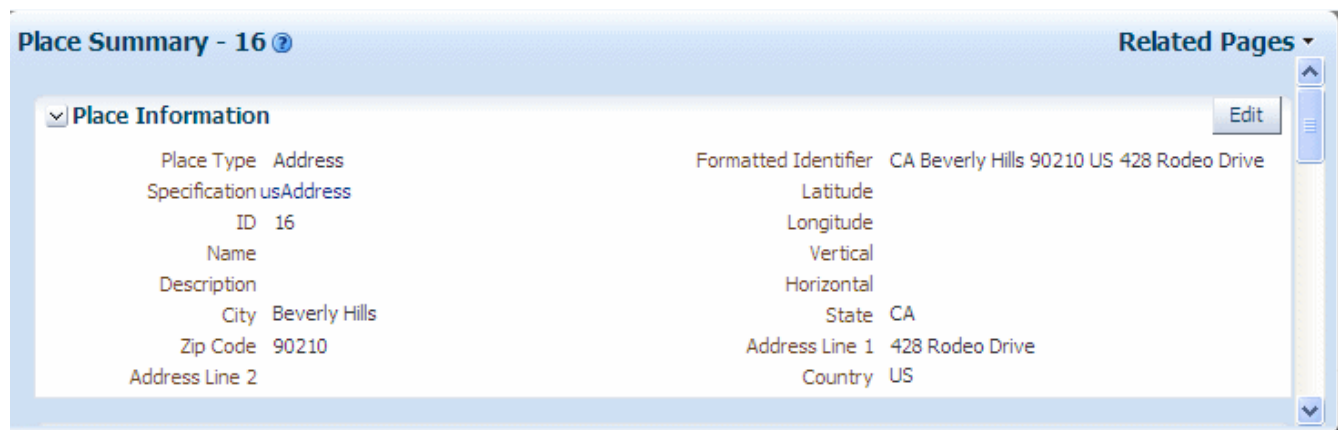 Place Summary - 16 Related Pages
Place Information Edit
Place Type Address Formatted Identifier CA Beverly Hills 90210 US 428 Rodeo Drive
Specification usAddress Latitude
ID 16 Longitude
Name Vertical
Description Horizontal
City Beverly Hills State CA
Zip Code 90210 Address Line 1 428 Rodeo Drive
Address Line 2 Country US